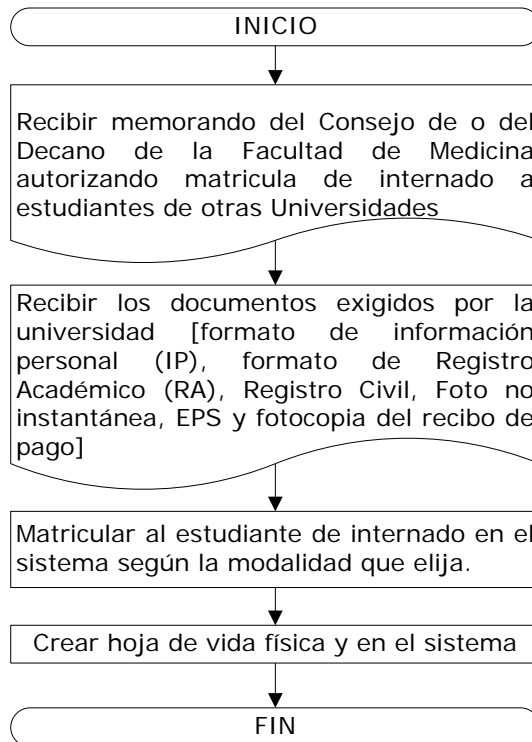 INICIO
Recibir memorando del Consejo de o del
Decano de la Facultad de Medicina
autorizando matricula de internado a
estudiantes de otras Universidades
Recibir los documentos exigidos por la
universidad [formato de información
personal (IP), formato de Registro
Académico (RA), Registro Civil, Foto no
instantánea, EPS y fotocopia del recibo de
pago]
Matricular al estudiante de internado en el
sistema según la modalidad que elija.
Crear hoja de vida física y en el sistema
FIN